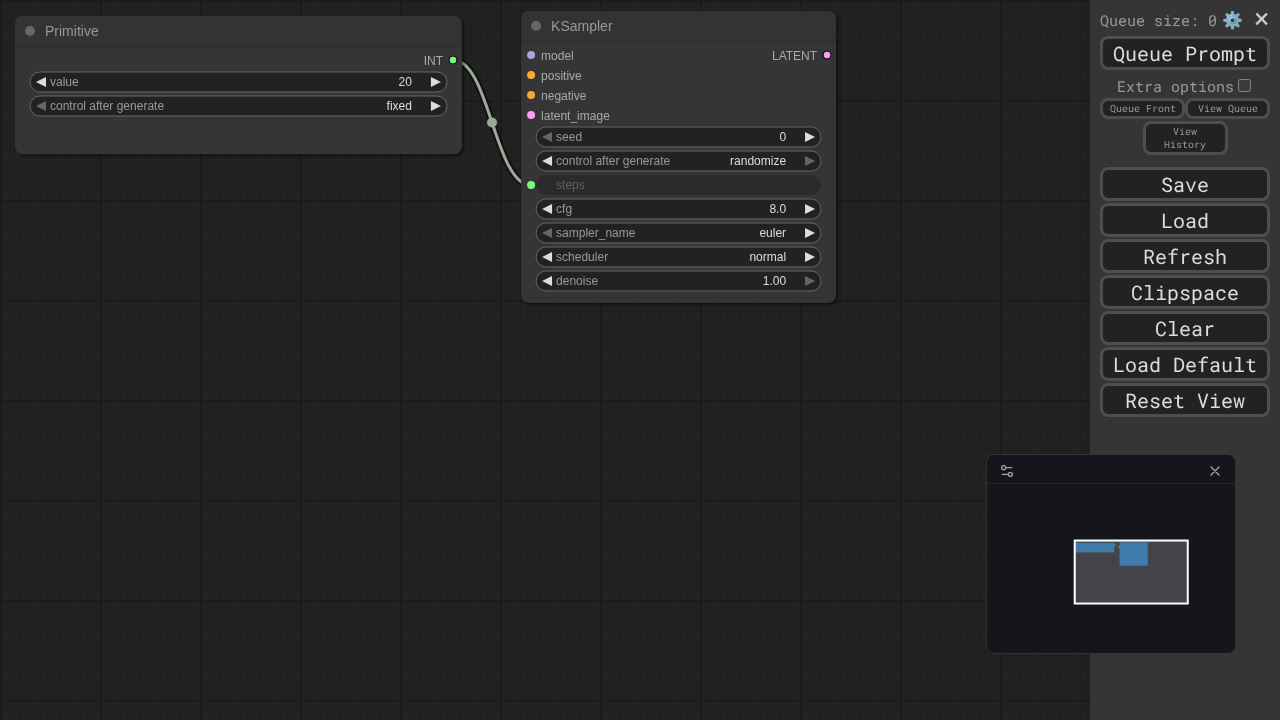 Primitive
INT
value 20
control after generate fixed
KSampler
model LATENT
positive
negative
latent_image
seed 0
control after generate randomize
steps
cfg 8.0
sampler_name euler
scheduler normal
denoise 1.00
Queue size: 0
Queue Prompt
Extra options
Queue Front View Queue
View
History
Save
Load
Refresh
Clipspace
Clear
Load Default
Reset View